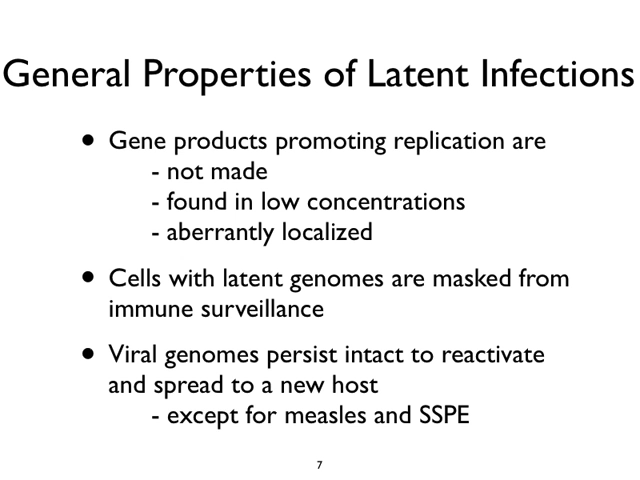 General Properties of Latent Infections
• Gene products promoting replication are
- not made
- found in low concentrations
- aberrantly localized
• Cells with latent genomes are masked from
immune surveillance
• Viral genomes persist intact to reactivate
and spread to a new host
- except for measles and SSPE
7